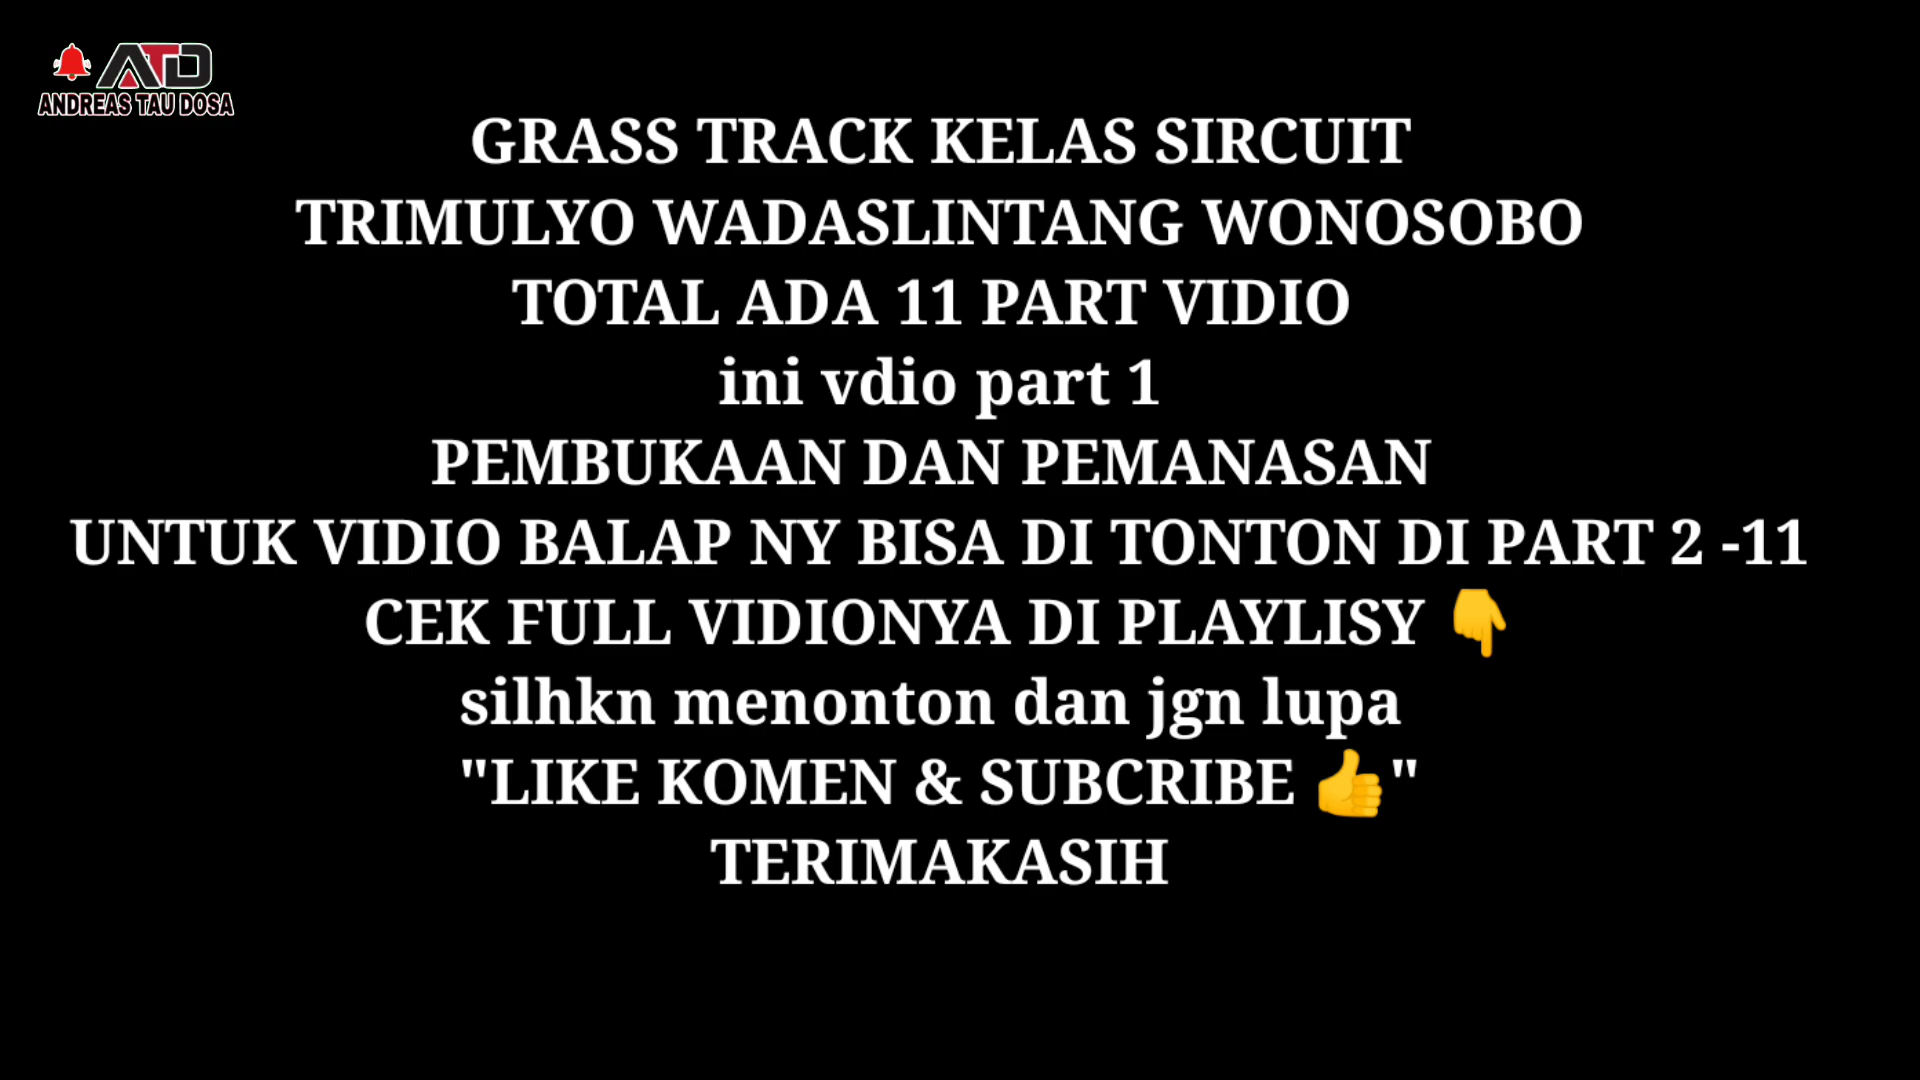 ATD
ANDREAS TAU DOSA
GRASS TRACK KELAS SIRCUIT
TRIMULYO WADASLINTANG WONOSOBO
TOTAL ADA 11 PART VIDIO
ini vdio part 1
PEMBUKAAN DAN PEMANASAN
UNTUK VIDIO BALAP NY BISA DI TONTON DI PART 2 -11
CEK FULL VIDIONYA DI PLAYLISY 👇
silhkn menonton dan jgn lupa
"LIKE KOMEN & SUBCRIBE 👍"
TERIMAKASIH